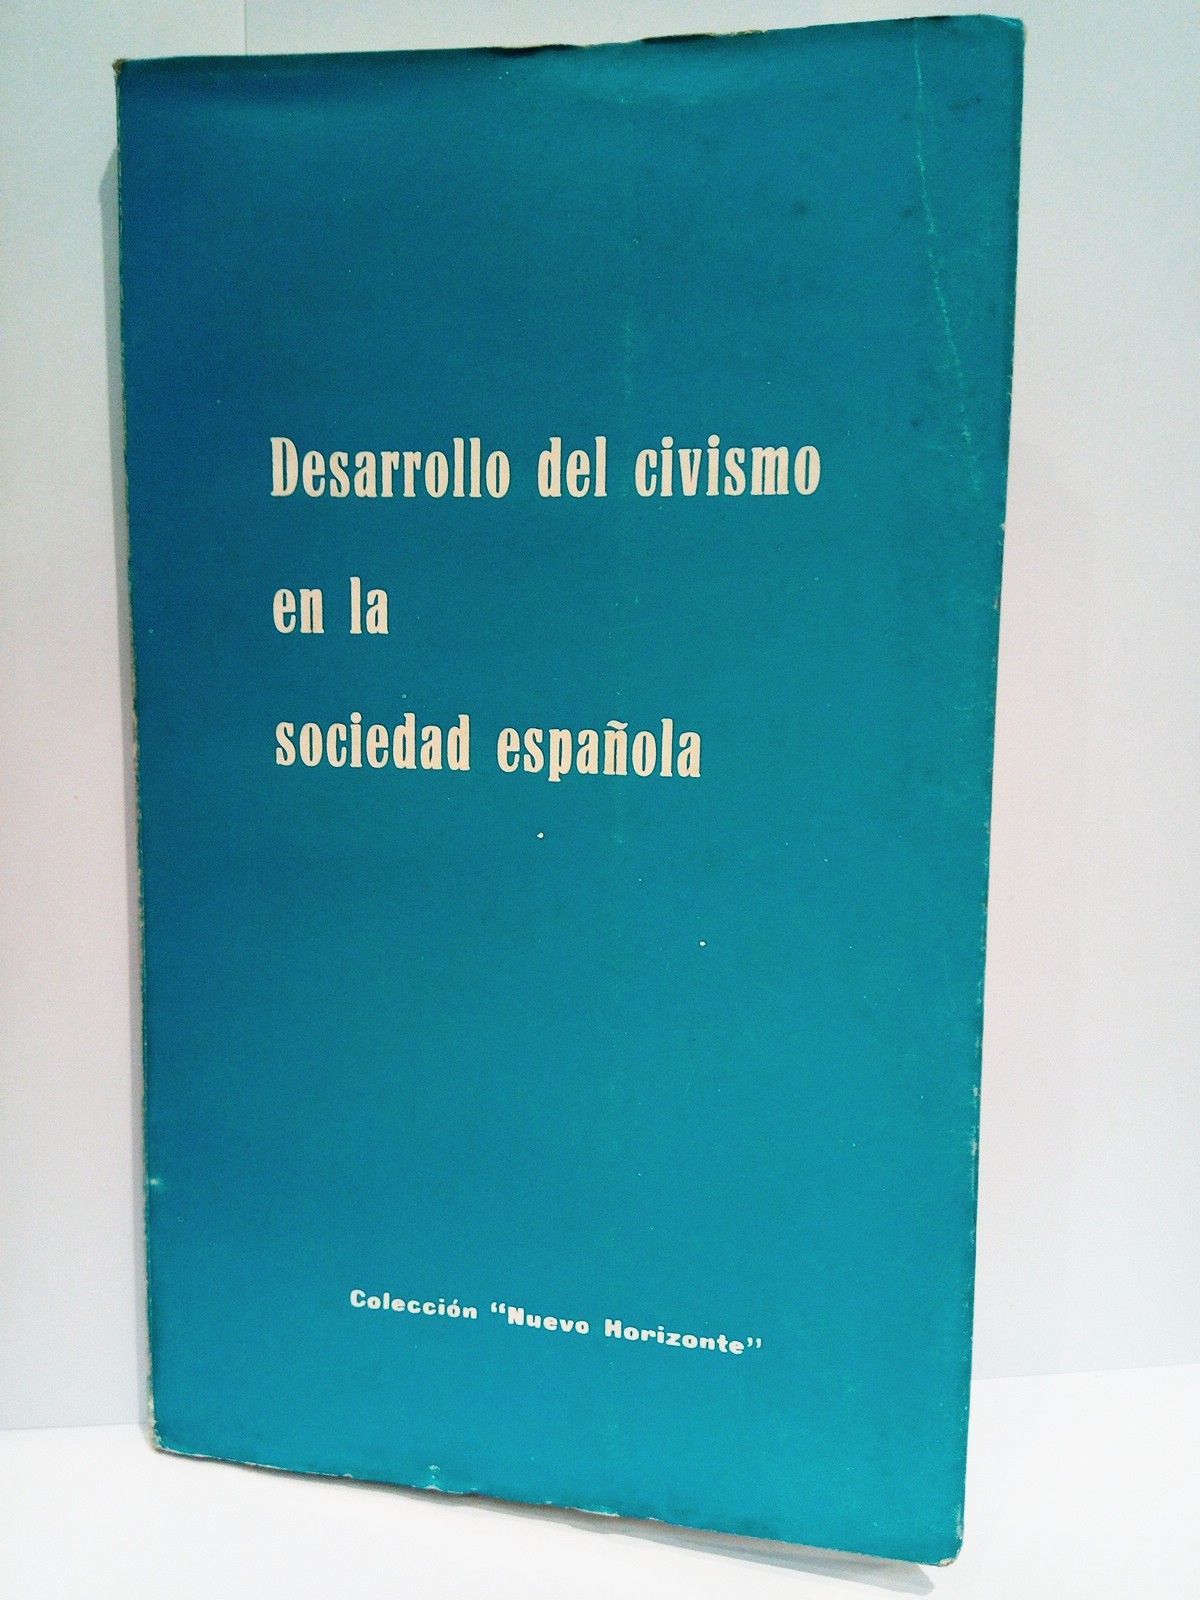 Desarrollo del civismo
en la
sociedad española
Colección "Nuevo Horizonte"